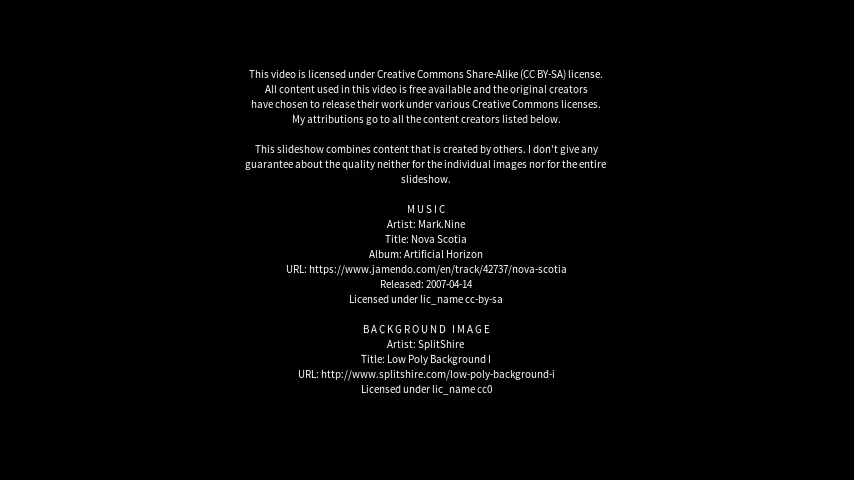 This video is licensed under Creative Commons Share-Alike (CC BY-SA) license.
All content used in this video is free available and the original creators
have chosen to release their work under various Creative Commons licenses.
My attributions go to all the content creators listed below.
This slideshow combines content that is created by others. I don't give any
guarantee about the quality neither for the individual images nor for the entire
slideshow.
MUSIC
Artist: Mark.Nine
Title: Nova Scotia
Album: Artificial Horizon
URL: https://www.jamendo.com/en/track/42737/nova-scotia
Released: 2007-04-14
Licensed under lic_name cc-by-sa
BACKGROUND IMAGE
Artist: SplitShire
Title: Low Poly Background I
URL: http://www.splitshire.com/low-poly-background-i
Licensed under lic_name cc0